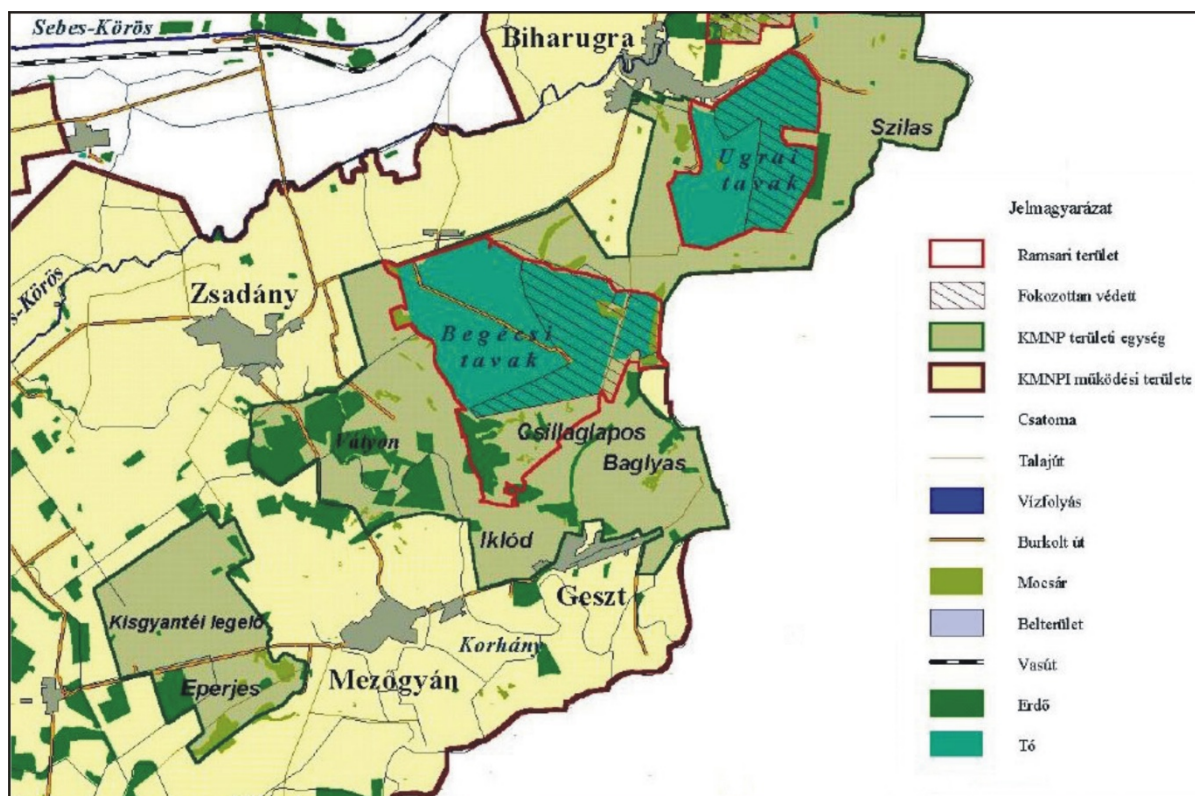 Sebes-Körös
Biharugra
Szilas
Ugrai
tavak
s-Körös
Zsadány
Begécsi
tavak
Vátyon
Csillaglapos
Baglyas
Iklód
Geszt
Kisgyantéi legelő
Korhány
Eperjes
Mezőgyán
Jelmagyarázat
Ramsari terület
Fokozottan védett
KMNP területi egység
KMNPI működési területe
Csatoma
Talajút
Vízfolyás
Burkolt út
Mocsár
Belterület
Vasút
Erdő
Tó